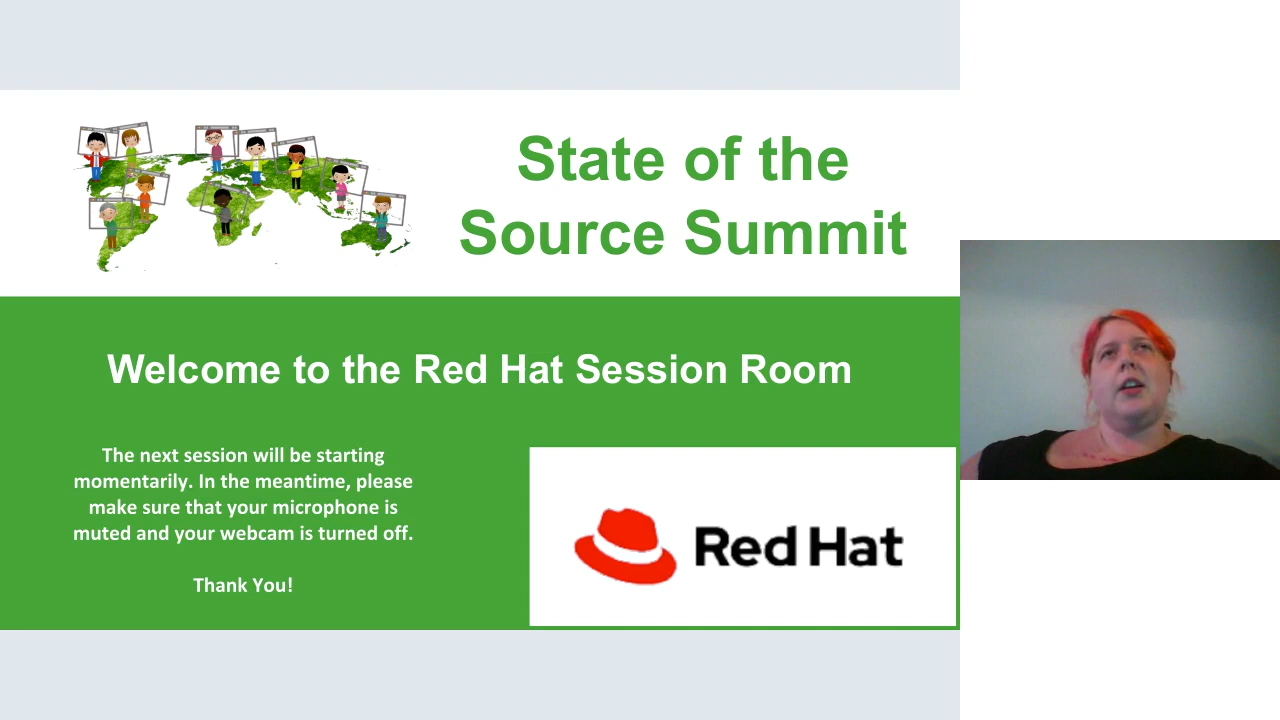 State of the
Source Summit
Welcome to the Red Hat Session Room
The next session will be starting
momentarily. In the meantime, please
make sure that your microphone is
muted and your webcam is turned off.
Thank You!
Red Hat